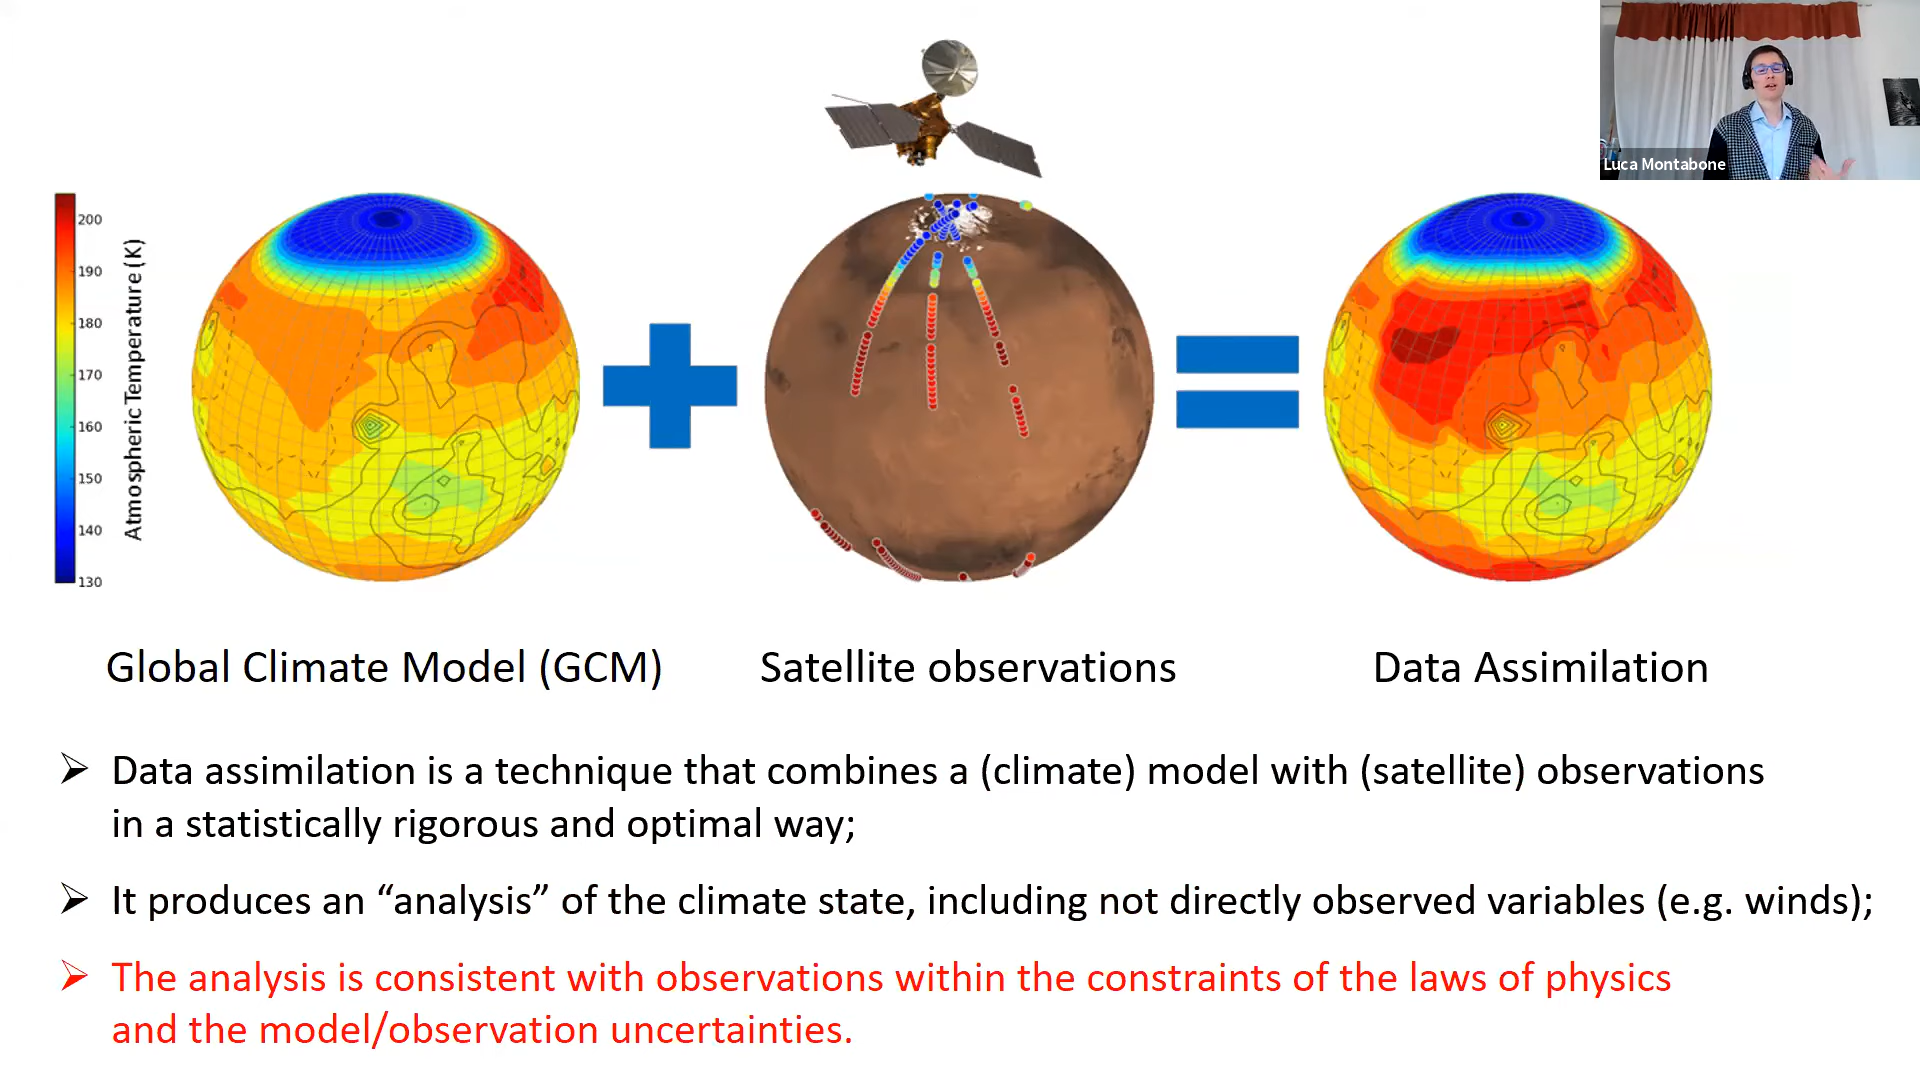 Luca Montabone
200
190
180
170
160
150
140
130
Atmospheric Temperature (K)
Global Climate Model (GCM)
Satellite observations
Data Assimilation
➢ Data assimilation is a technique that combines a (climate) model with (satellite) observations
in a statistically rigorous and optimal way;
➢ It produces an “analysis” of the climate state, including not directly observed variables (e.g. winds);
➢ The analysis is consistent with observations within the constraints of the laws of physics
and the model/observation uncertainties.